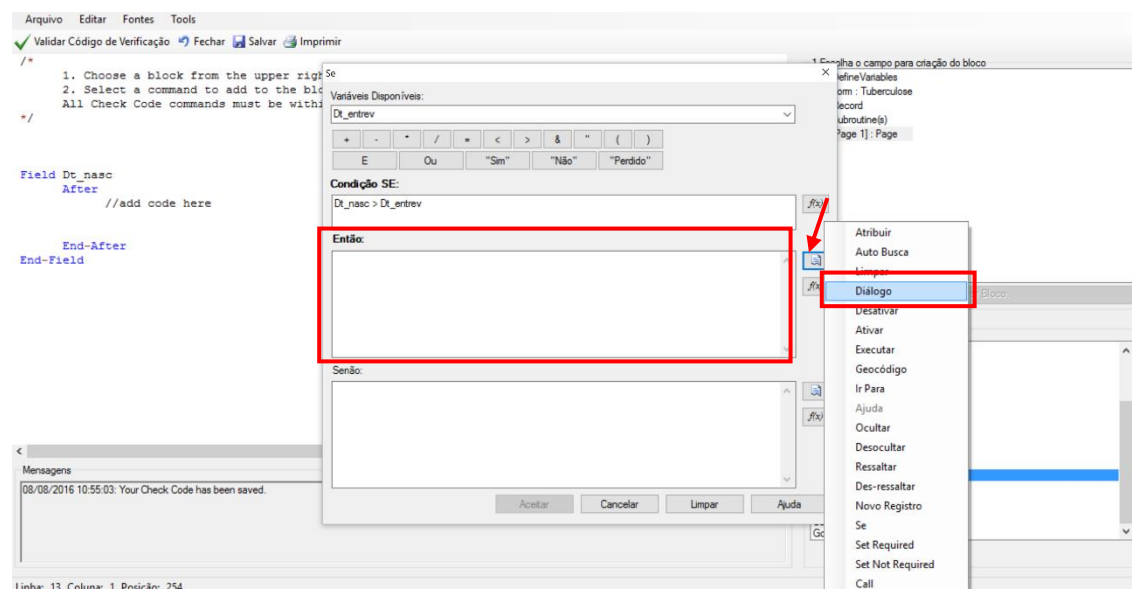 Arquivo Editar Fontes Tools
Validar Código de Verificação Fechar Salvar Imprimir
/*
1. Choose a block from the upper righ
2. Select a command to add to the blo
All Check Code commands must be withi
*/
Field Dt_nasc
After
//add code here
End-After
End-Field
Mensagens
08/08/2016 10:55:03: Your Check Code has been saved.
Linha: 13 Coluna: 1 Posição: 254
Se
Variáveis Disponíveis:
Dt_entrev
+ - * / = < > & " ( )
E Ou "Sim" "Não" "Perdido"
Condição SE:
Dt_nasc > Dt_entrev
f(x)
Então:
f(x)
Senão:
f(x)
Aceitar Cancelar Limpar Ajuda
1 Escolha o campo para criação do bloco
efineVariables
orm : Tuberculose
ecord
ubroutine(s)
Page 1] : Page
Bloco
Go
Atribuir
Auto Busca
Limpar
Diálogo
Desativar
Ativar
Executar
Geocódigo
Ir Para
Ajuda
Ocultar
Desocultar
Ressaltar
Des-ressaltar
Novo Registro
Se
Set Required
Set Not Required
Call